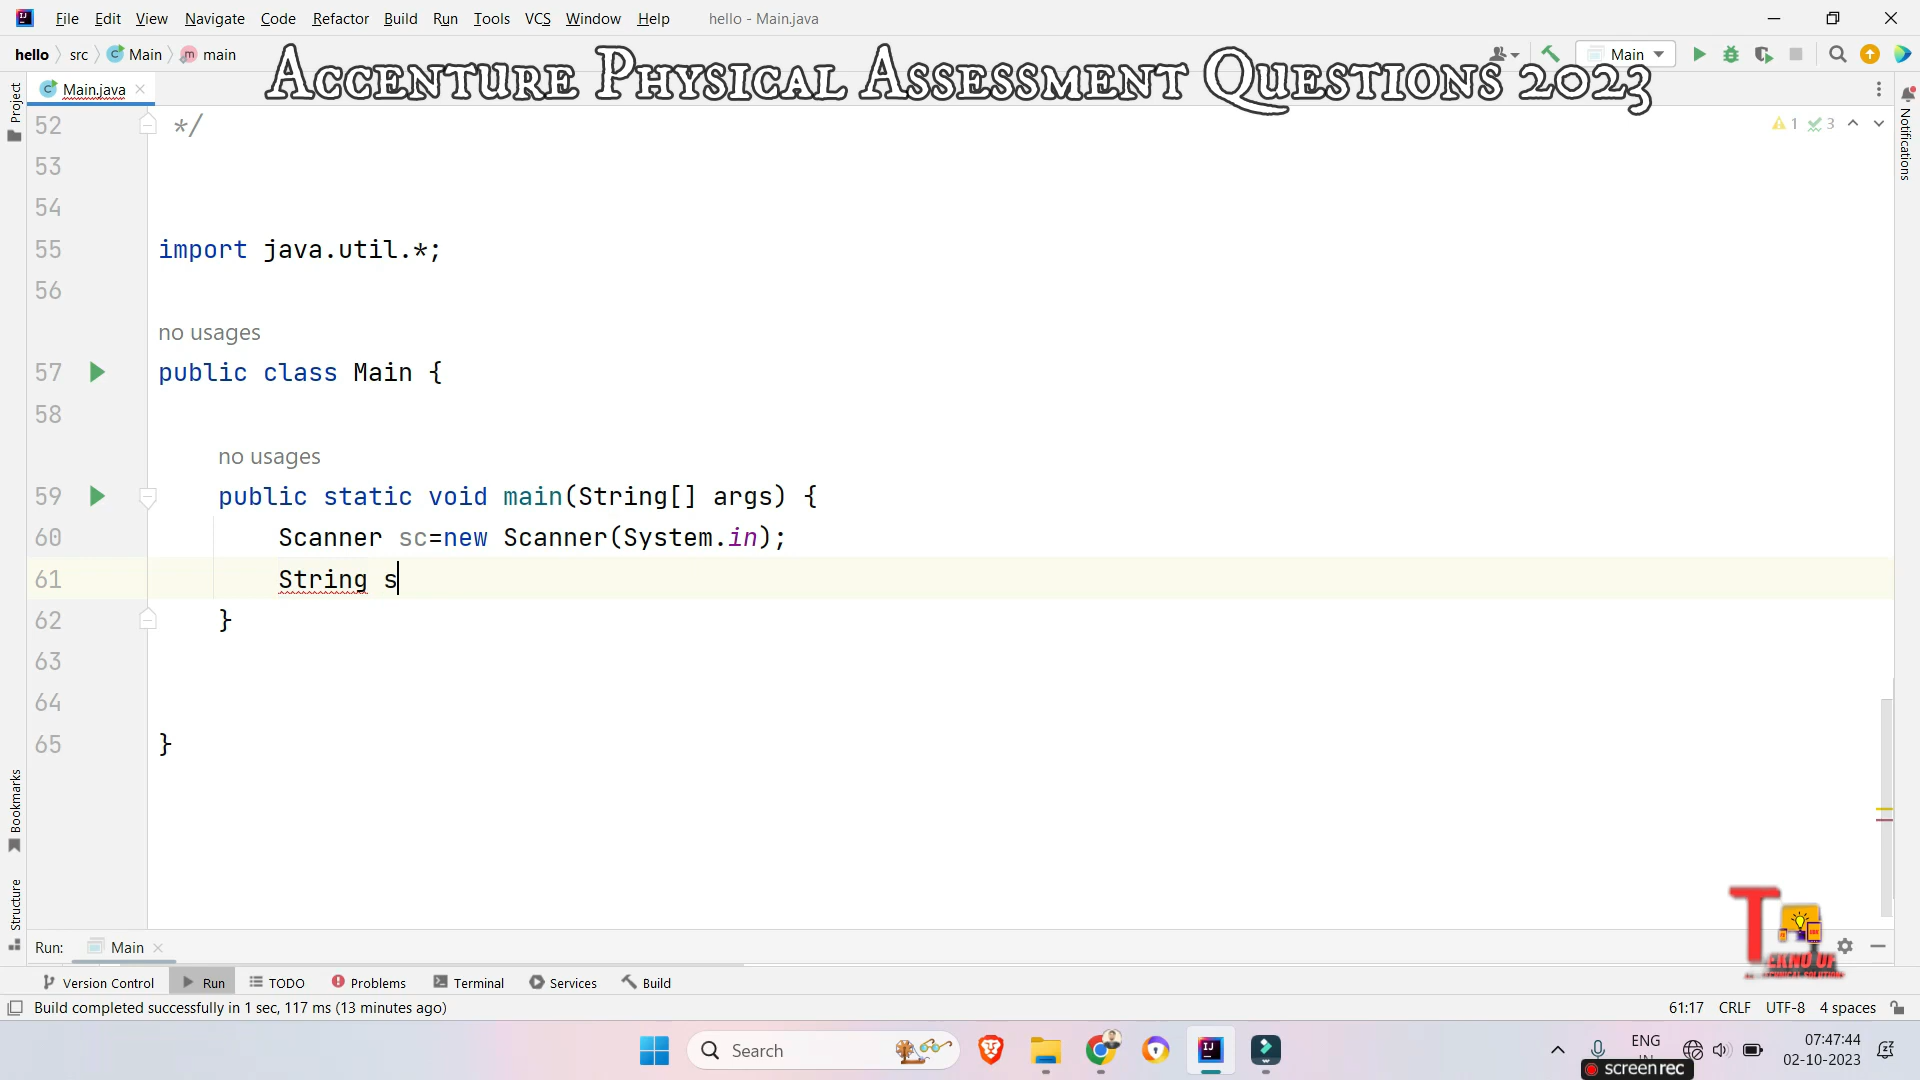 File Edit View Navigate Code Refactor Build Run Tools VCS Window Help hello - Main.java
hello src Main main
Main
Accenture Physical Assessment Questions 2023
Project
Main.java
Notifications
52 */
1 3
53
54
55 import java.util.*;
56
no usages
57 public class Main {
58
no usages
59 public static void main(String[] args) {
60 Scanner sc=new Scanner(System.in);
61 String s
62 }
63
64
65 }
Bookmarks
Structure
Run: Main
Version Control Run TODO Problems Terminal Services Build
Build completed successfully in 1 sec, 117 ms (13 minutes ago)
61:17 CRLF UTF-8 4 spaces
Search
ENG
07:47:44
02-10-2023
screenrec